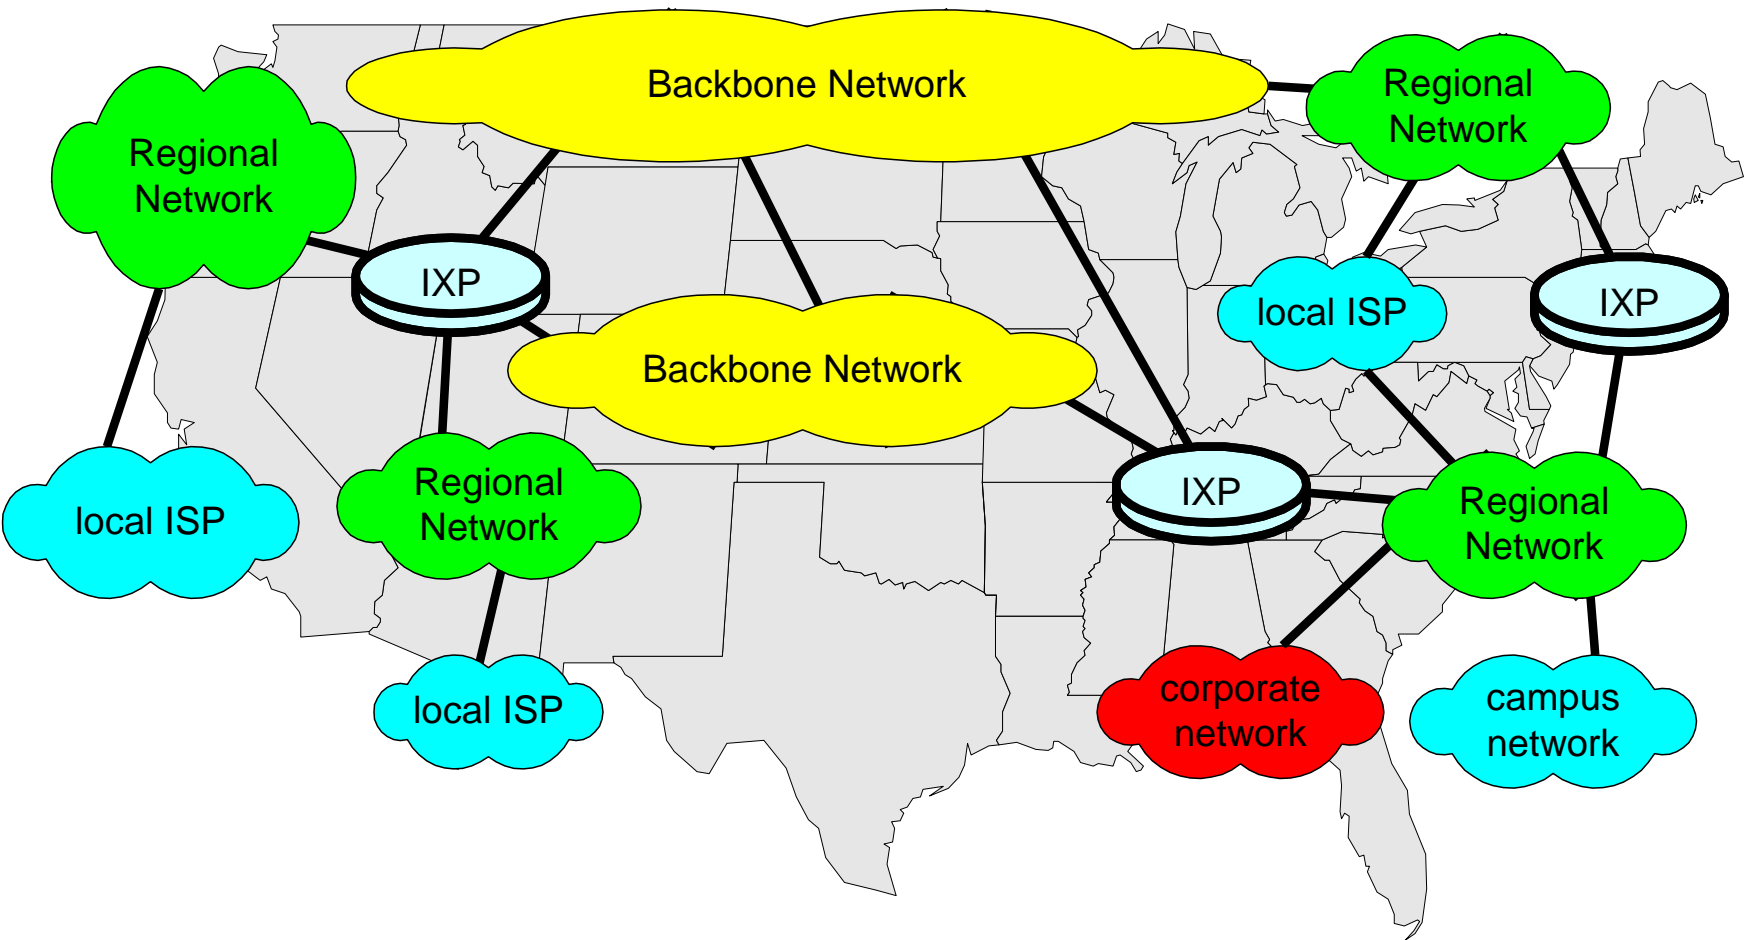 Backbone Network
Regional
Network
Regional
Network
IXP
local ISP
IXP
Backbone Network
Regional
Network
IXP
Regional
Network
local ISP
local ISP
corporate
network
campus
network